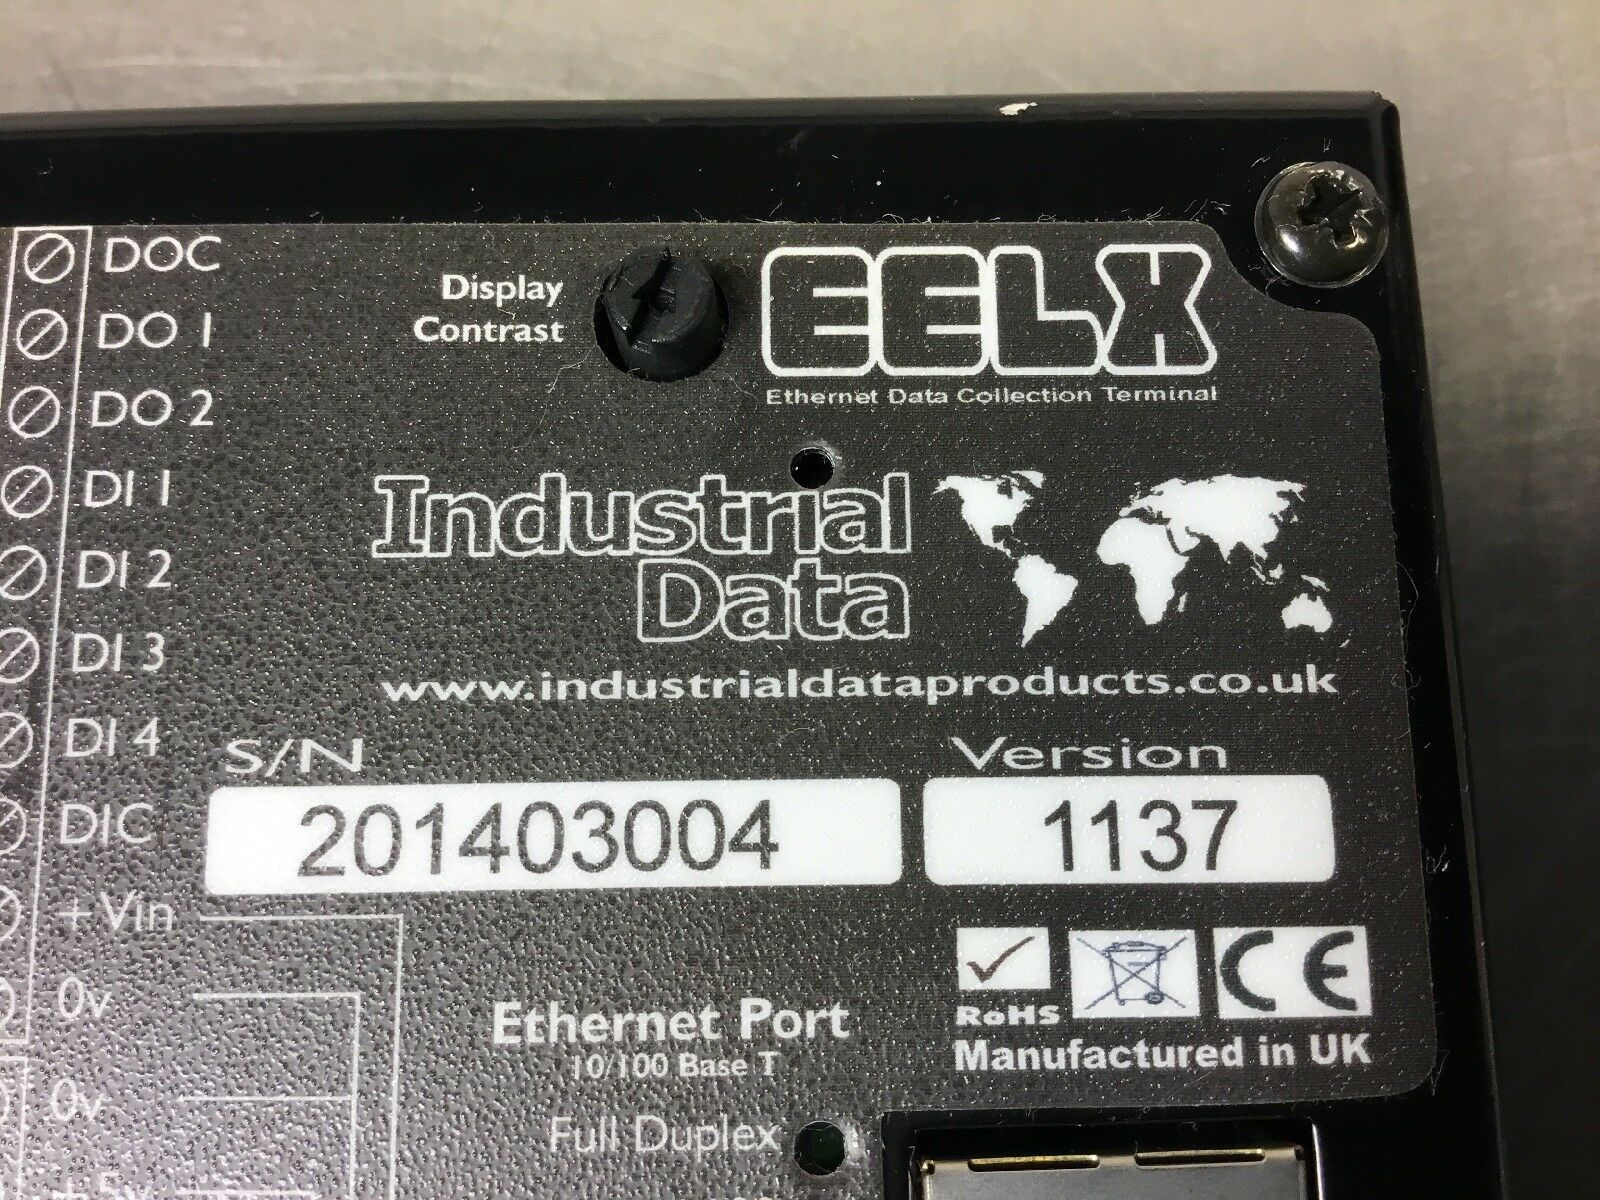 DOC
DO 1
DO 2
DI 1
DI 2
DI 3
DI 4
DIC
+Vin
0v
0v
+5v
Display
Contrast
EELX
Ethernet Data Collection Terminal
Industrial
Data
www.industrialdataproducts.co.uk
S/N
201403004
Version
1137
RoHS
CE
Manufactured in UK
Ethernet Port
10/100 Base T
Full Duplex